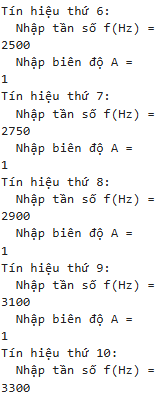 Tín hiệu thứ 6:
Nhập tần số f(Hz) =
2500
Nhập biên độ A =
1
Tín hiệu thứ 7:
Nhập tần số f(Hz) =
2750
Nhập biên độ A =
1
Tín hiệu thứ 8:
Nhập tần số f(Hz) =
2900
Nhập biên độ A =
1
Tín hiệu thứ 9:
Nhập tần số f(Hz) =
3100
Nhập biên độ A =
1
Tín hiệu thứ 10:
Nhập tần số f(Hz) =
3300